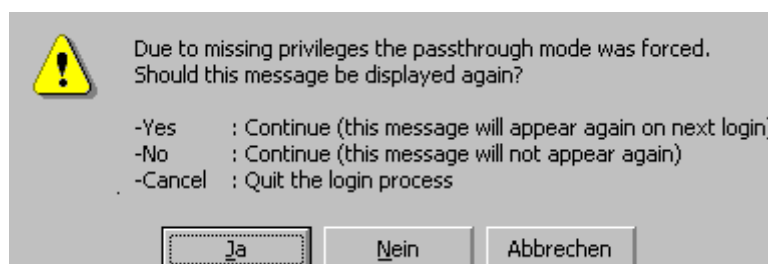 Due to missing privileges the passthrough mode was forced.
Should this message be displayed again?
-Yes : Continue (this message will appear again on next login)
-No : Continue (this message will not appear again)
-Cancel : Quit the login process
Ja Nein Abbrechen